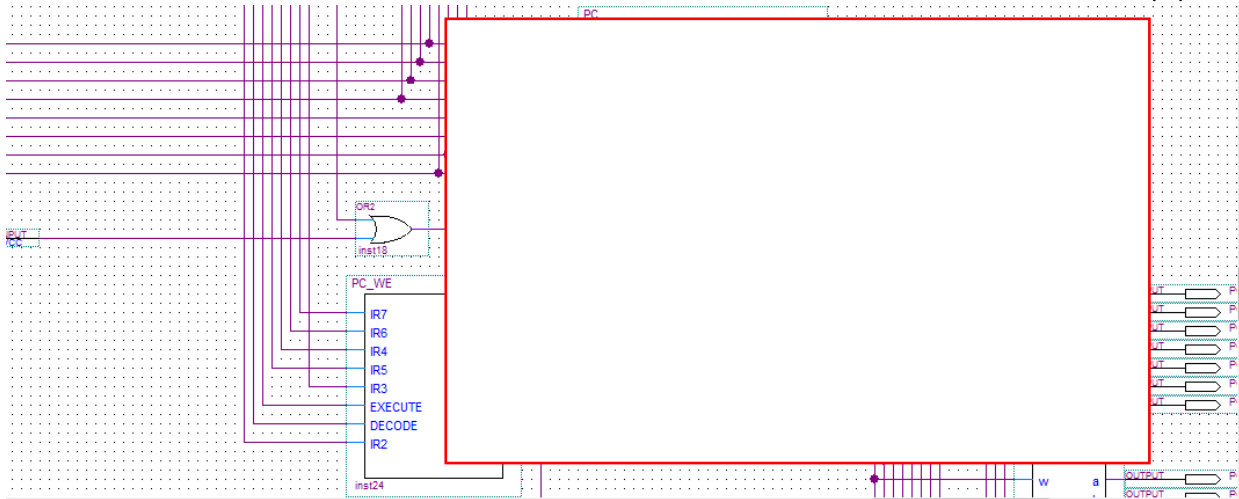 PC
OR2
inst18
PC_WE
IR7
IR6
IR4
IR5
IR3
EXECUTE
DECODE
IR2
inst24
w
a
OUTPUT
OUTPUT